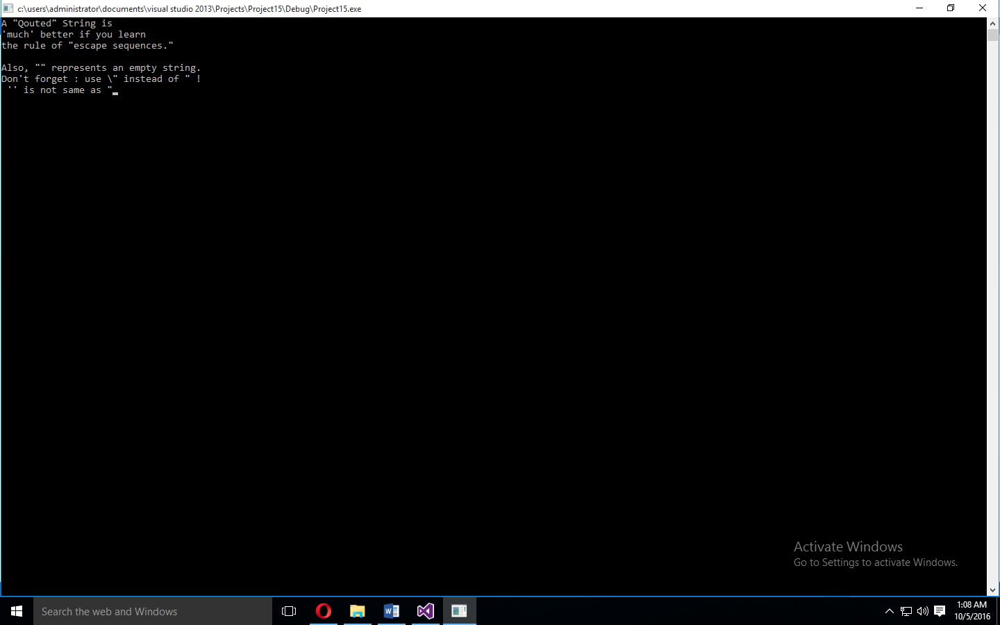 c:\users\administrator\documents\visual studio 2013\Projects\Project15\Debug\Project15.exe
A "Qouted" String is
'much' better if you learn
the rule of "escape sequences."
Also, "" represents an empty string.
Don't forget : use \" instead of " !
'' is not same as "
Activate Windows
Go to Settings to activate Windows.
Search the web and Windows
1:08 AM
10/5/2016